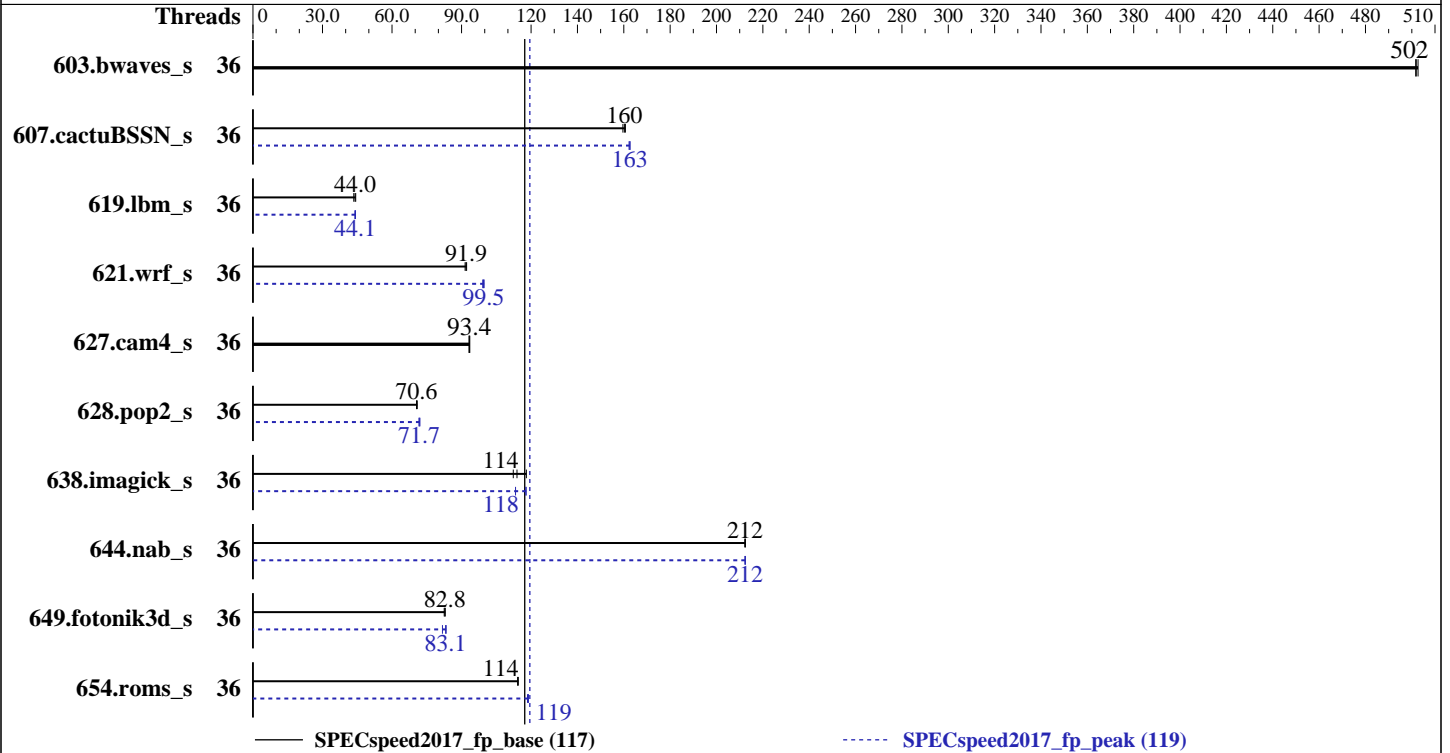 Threads 0 30.0 60.0 90.0 120 140 160 180 200 220 240 260 280 300 320 340 360 380 400 420 440 460 480 510
603.bwaves_s 36 502
607.cactuBSSN_s 36 160
163
619.lbm_s 36 44.0
44.1
621.wrf_s 36 91.9
99.5
627.cam4_s 36 93.4
628.pop2_s 36 70.6
71.7
638.imagick_s 36 114
118
644.nab_s 36 212
212
649.fotonik3d_s 36 82.8
83.1
654.roms_s 36 114
119
SPECspeed2017_fp_base (117) SPECspeed2017_fp_peak (119)